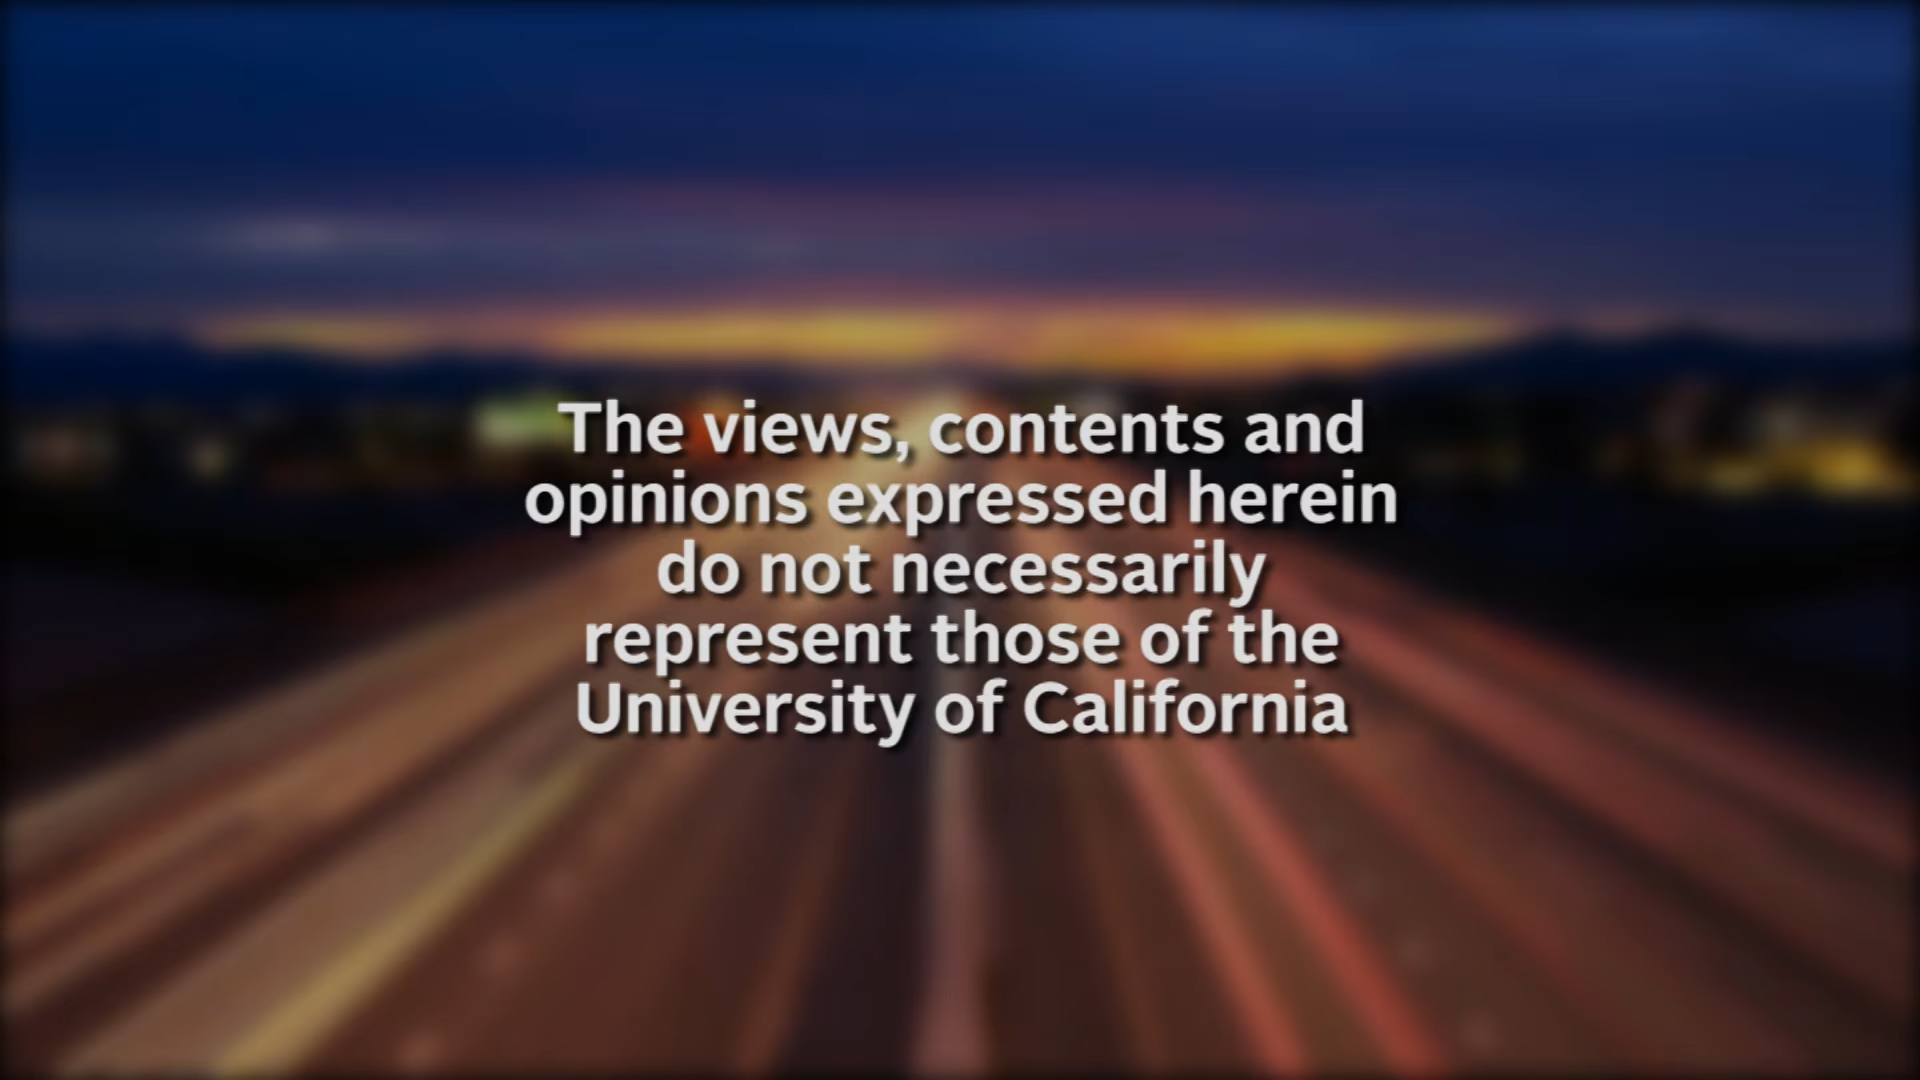 The views, contents and
opinions expressed herein
do not necessarily
represent those of the
University of California